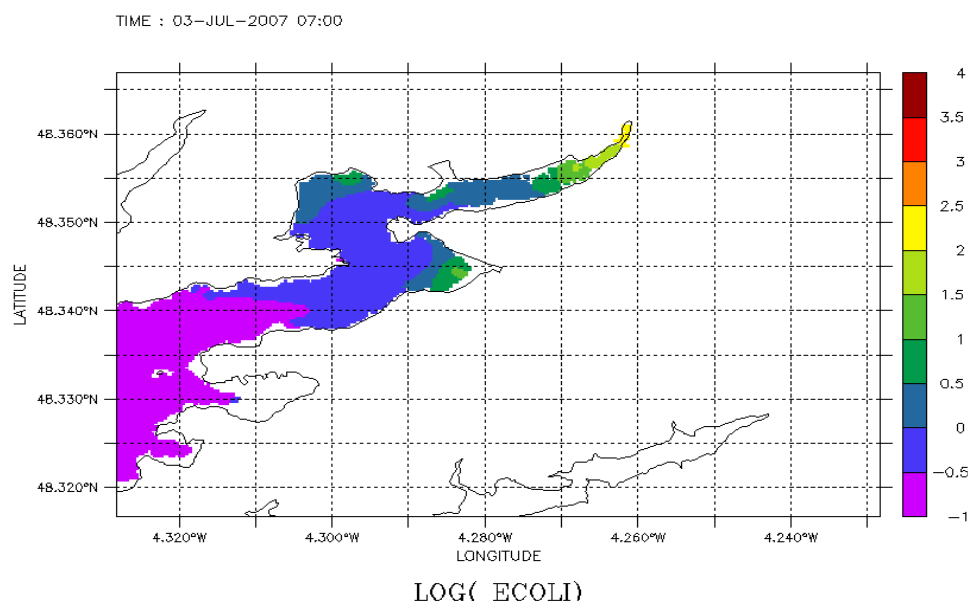 TIME : 03-JUL-2007 07:00
4
3.5
3
2.5
2
1.5
1
0.5
0
-0.5
-1
48.360°N
48.350°N
48.340°N
48.330°N
48.320°N
LATITUDE
4.320°W 4.300°W 4.280°W 4.260°W 4.240°W
LONGITUDE
LOG( ECOLI)